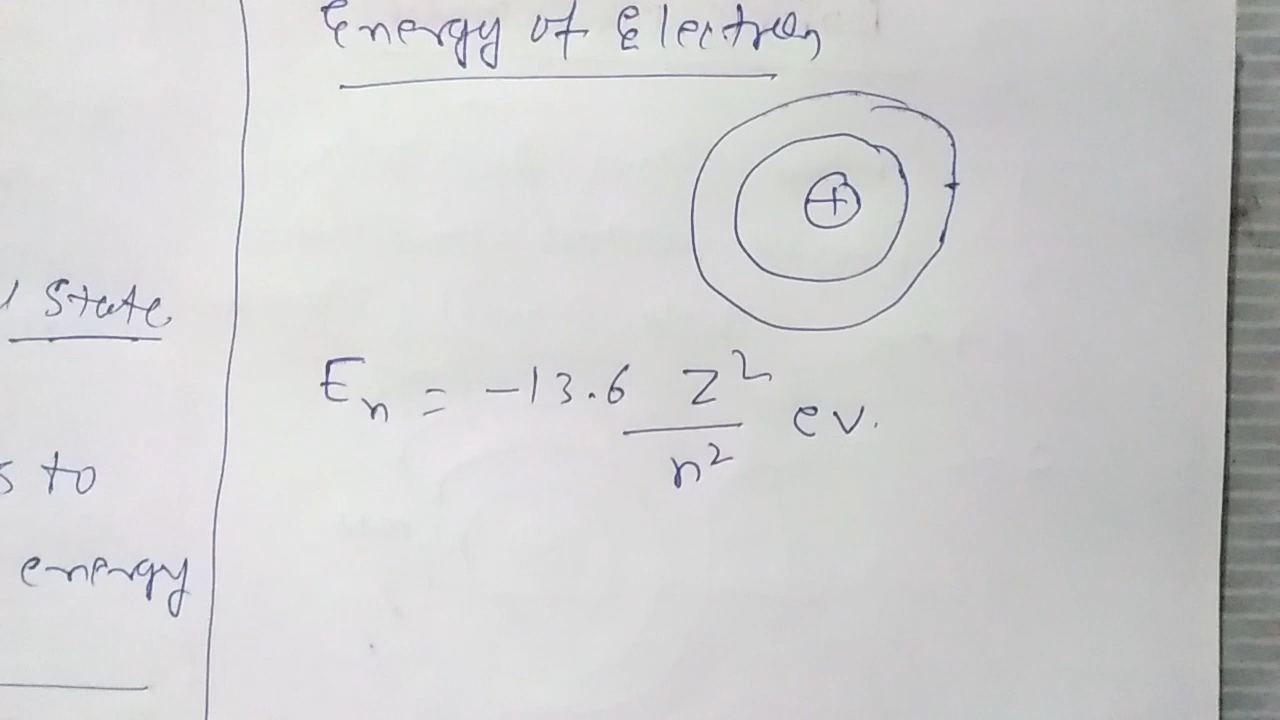 Energy of Electron
State
to
energy
+
En = -13.6 Z²/n² ev.